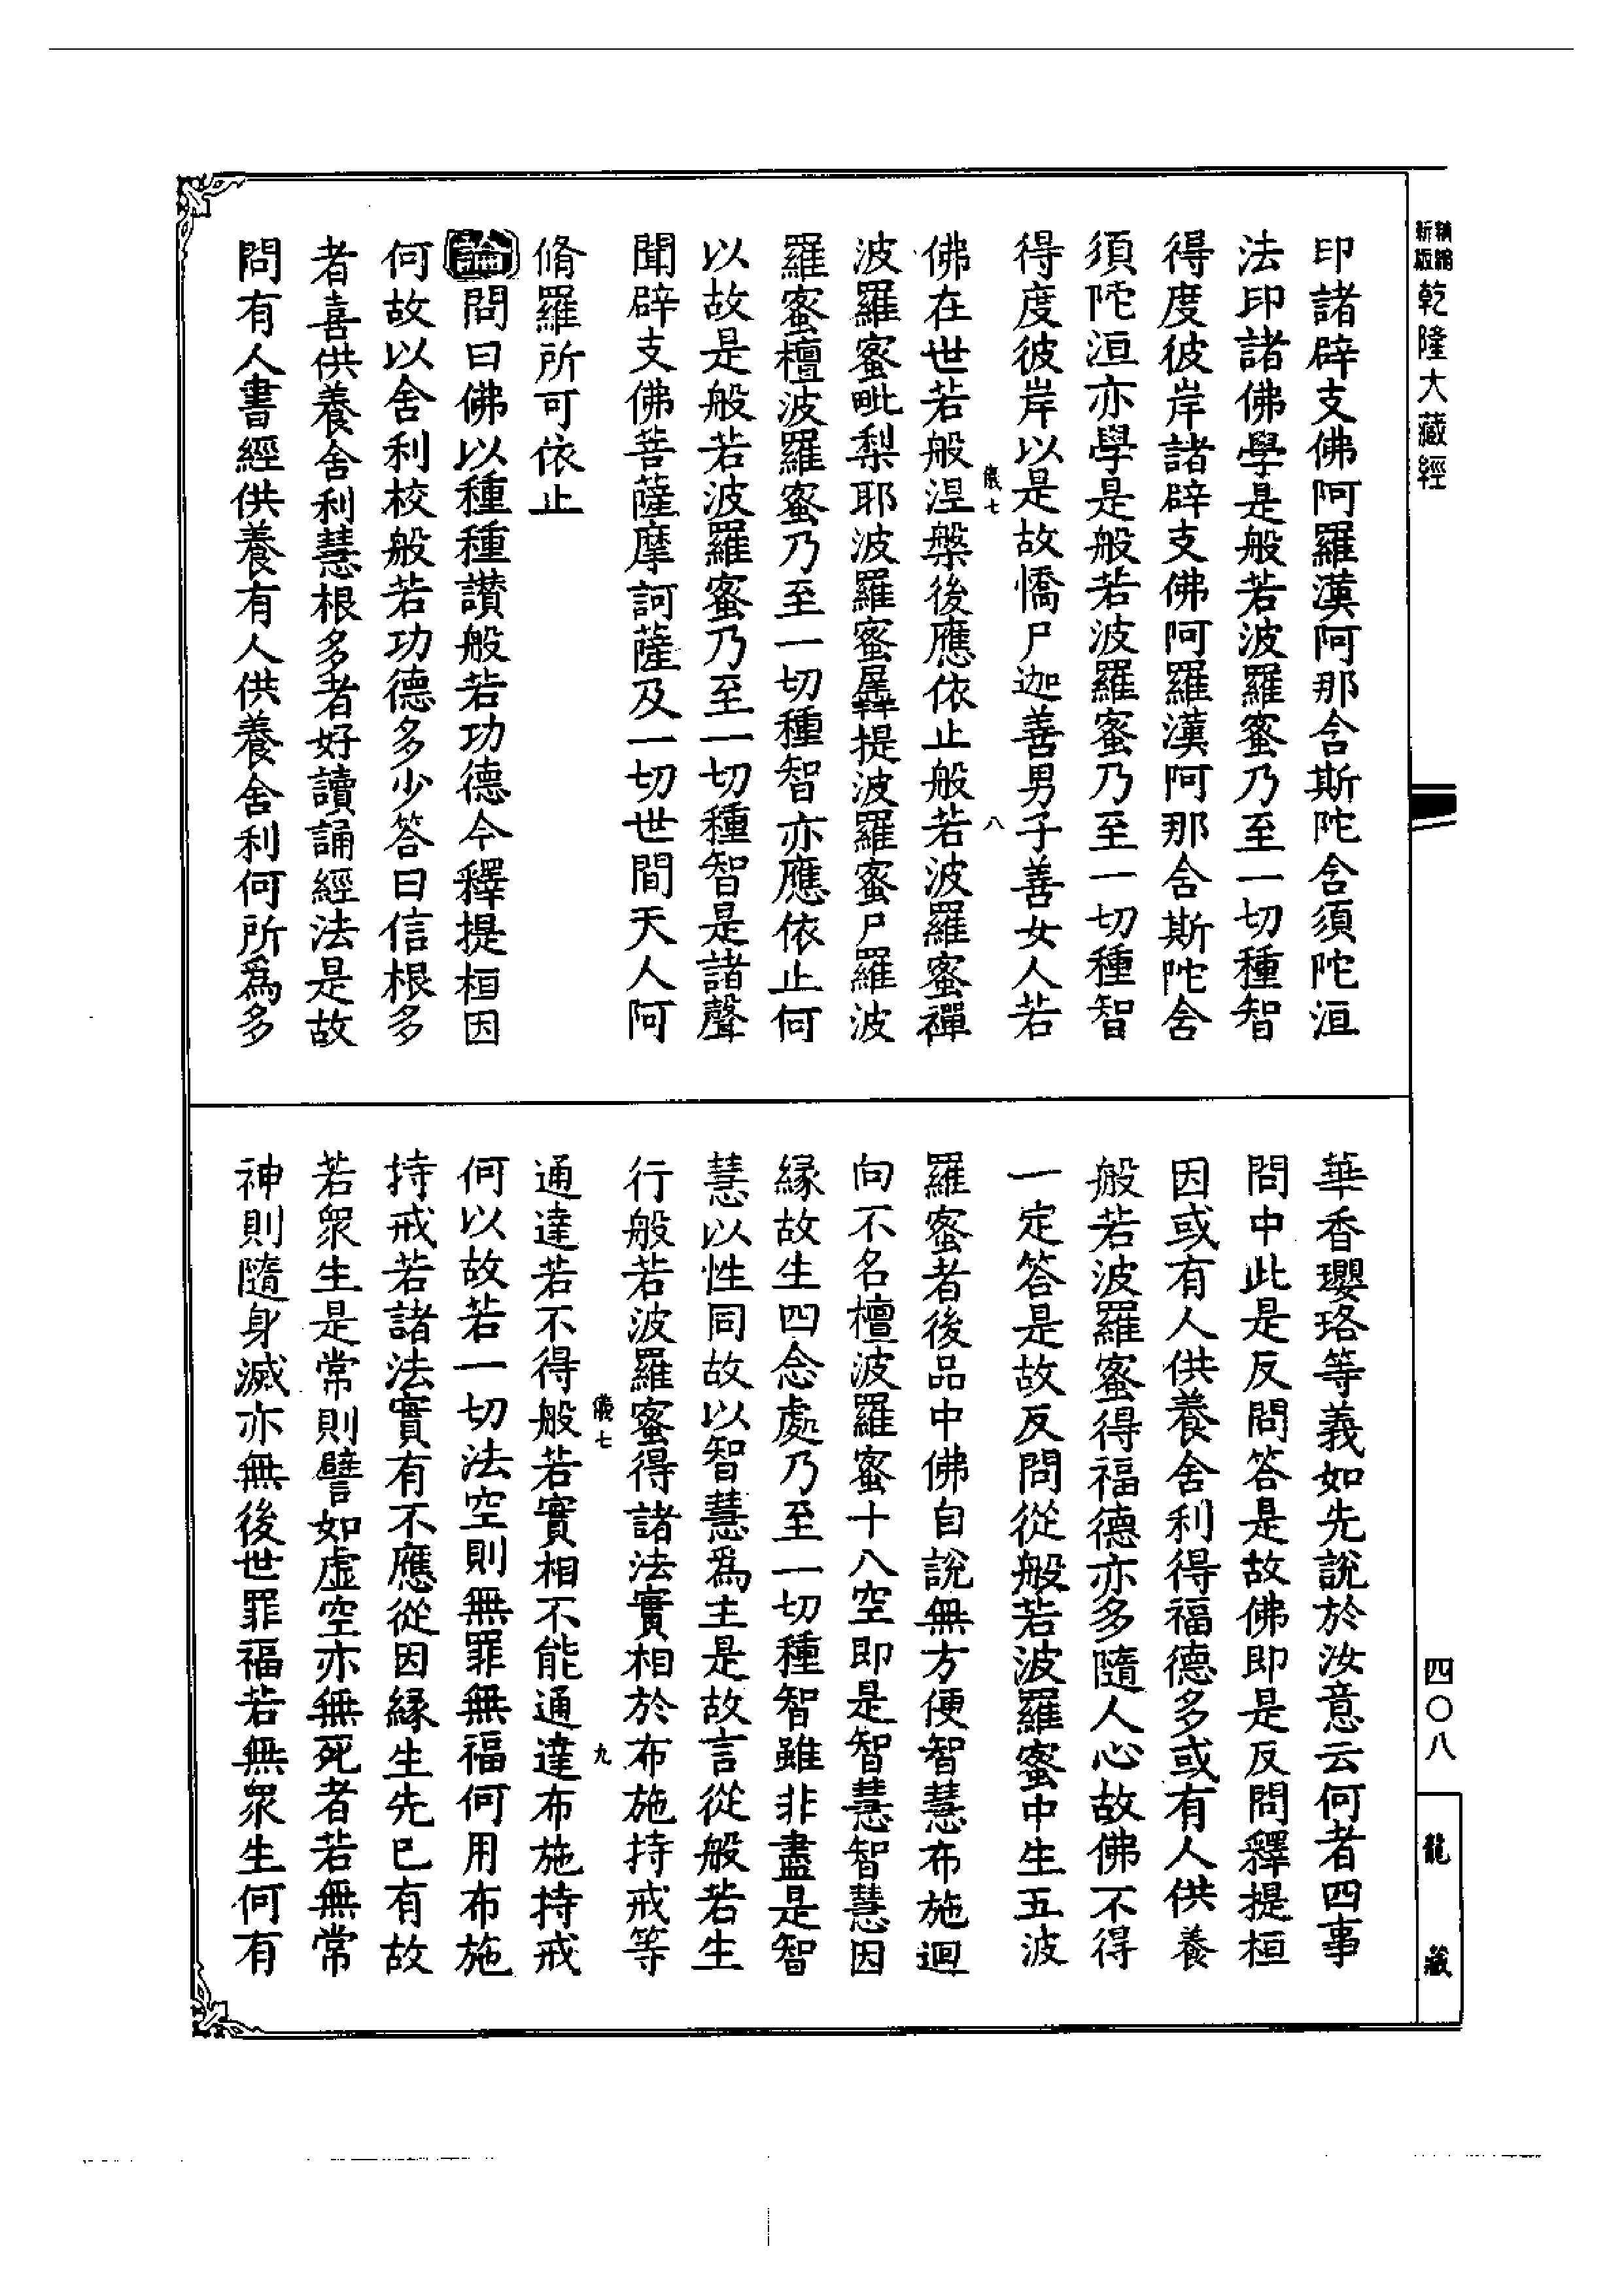 新版
精縮
乾隆大藏經
印諸辟支佛阿羅漢阿那含斯陀含須陀洹
法印諸佛學是般若波羅蜜乃至一切種智
得度彼岸諸辟支佛阿羅漢阿那含斯陀含
須陀洹亦學是般若波羅蜜乃至一切種智
得度彼岸以是故憍尸迦善男子善女人若
儀七
八
佛在世若般涅槃後應依止般若波羅蜜禪
波羅蜜毗梨耶波羅蜜羼提波羅蜜尸羅波
羅蜜檀波羅蜜乃至一切種智亦應依止何
以故是般若波羅蜜乃至一切種智是諸聲
聞辟支佛菩薩摩訶薩及一切世間天人阿
脩羅所可依止
論問曰佛以種種讚般若功德今釋提桓因
何故以舍利校般若功德多少答曰信根多
者喜供養舍利慧根多者好讀誦經法是故
問有人書經供養有人供養舍利何所爲多
華香瓔珞等義如先說於汝意云何者四事
問中此是反問答是故佛即是反問釋提桓
因或有人供養舍利得福德多或有人供養
般若波羅蜜得福德亦多隨人心故佛不得
一定答是故反問從般若波羅蜜中生五波
羅蜜者後品中佛自說無方便智慧布施迴
向不名檀波羅蜜十八空即是智慧智慧因
緣故生四念處乃至一切種智雖非盡是智
慧以性同故以智慧爲主是故言從般若生
行般若波羅蜜得諸法實相於布施持戒等
儀七
九
通達若不得般若實相不能通達布施持戒
何以故若一切法空則無罪無福何用布施
持戒若諸法實有不應從因緣生先已有故
若眾生是常則譬如虛空亦無死者若無常
神則隨身滅亦無後世罪福若無眾生何有
四〇八
龍藏